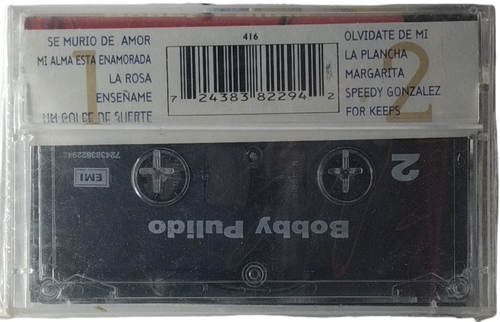 1
SE MURIO DE AMOR
MI ALMA ESTA ENAMORADA
LA ROSA
ENSEÑAME
UN GOLPE DE SUERTE
416
7 24383 82294 2
2
OLVIDATE DE MI
LA PLANCHA
MARGARITA
SPEEDY GONZALEZ
FOR KEEPS
2
EMI
Bobby Pulido